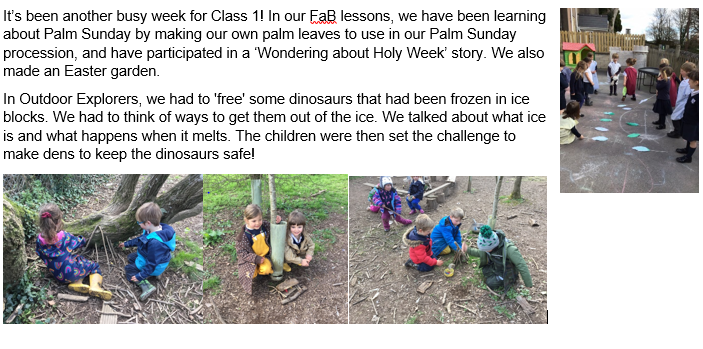 It's been another busy week for Class 1! In our FaB lessons, we have been learning
about Palm Sunday by making our own palm leaves to use in our Palm Sunday
procession, and have participated in a 'Wondering about Holy Week' story. We also
made an Easter garden.
In Outdoor Explorers, we had to 'free' some dinosaurs that had been frozen in ice
blocks. We had to think of ways to get them out of the ice. We talked about what ice
is and what happens when it melts. The children were then set the challenge to
make dens to keep the dinosaurs safe!